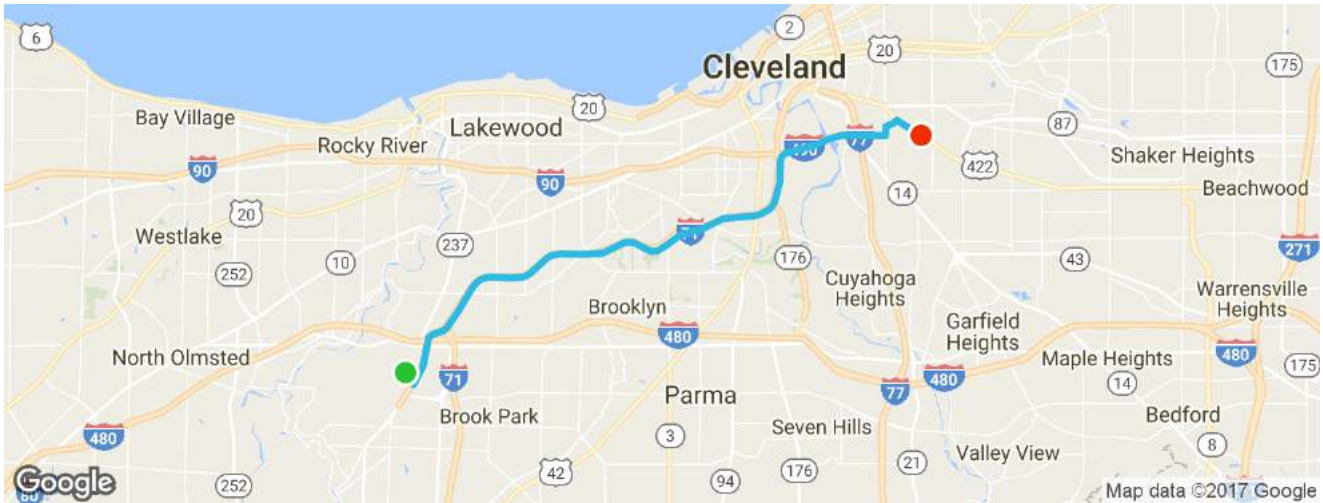 6
2
20
Cleveland
175
20
Bay Village
Lakewood
87
Rocky River
490
77
Shaker Heights
90
90
422
14
Beachwood
20
Westlake
237
71
271
10
176
43
252
Cuyahoga
Heights
Warrensville
Heights
Brooklyn
Garfield
Heights
480
North Olmsted
Maple Heights
480
71
175
77
480
14
Parma
Brook Park
Bedford
480
3
Seven Hills
8
Valley View
42
176
21
94
252
80
Google
Map data ©2017 Google